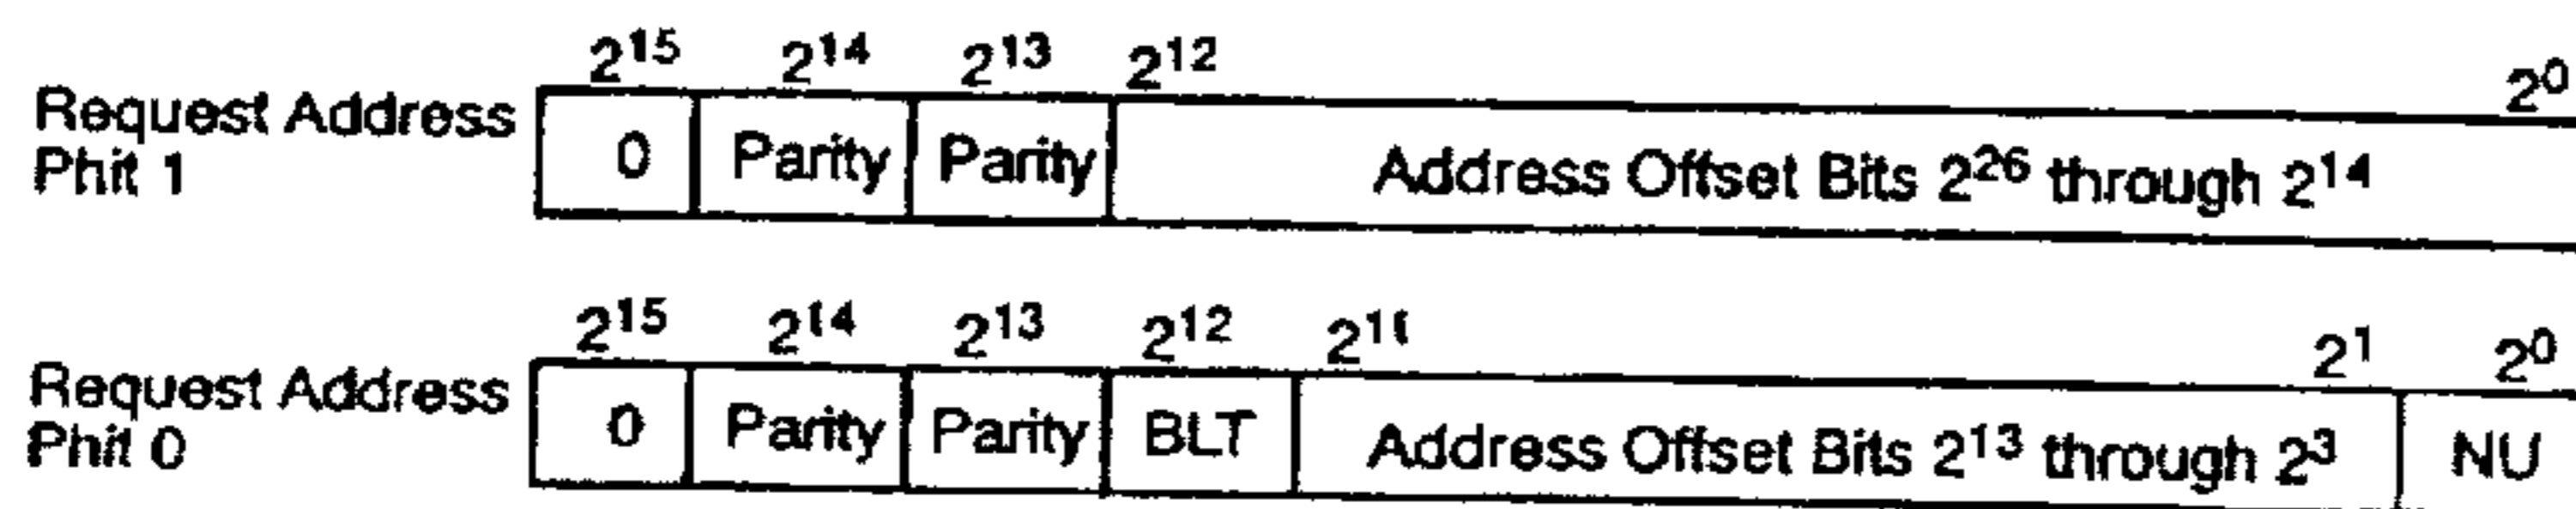 2¹⁵ 2¹⁴ 2¹³ 2¹² 2⁰
Request Address
Phit 1
0 Parity Parity Address Offset Bits 2²⁶ through 2¹⁴
2¹⁵ 2¹⁴ 2¹³ 2¹² 2¹¹ 2¹ 2⁰
Request Address
Phit 0
0 Parity Parity BLT Address Offset Bits 2¹³ through 2³ NU